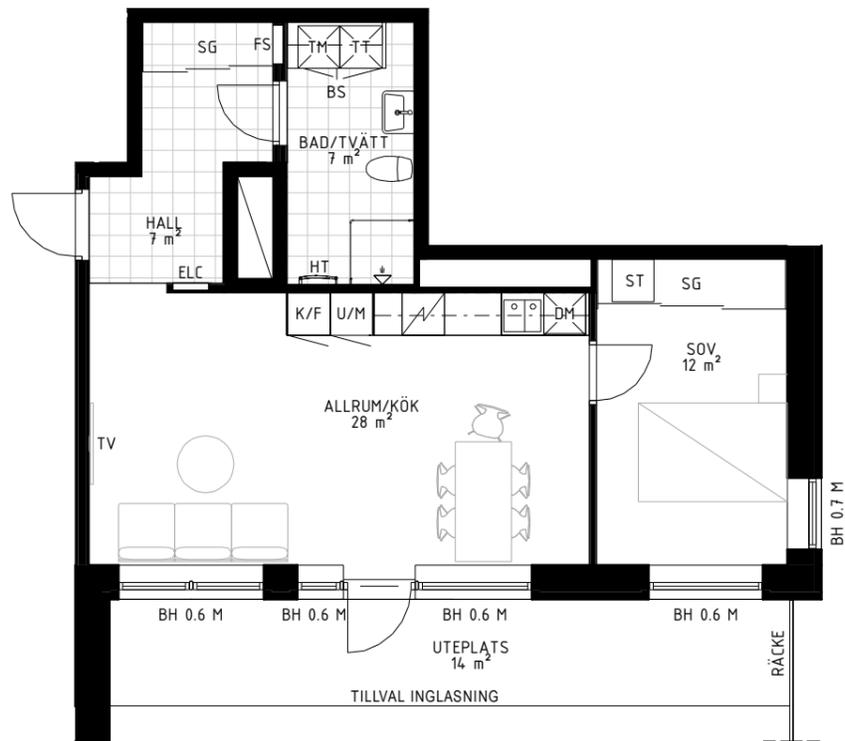 SG
FS
TM
TT
BS
BAD/TVÄTT
7 m²
HALL
7 m²
ELC
HT
K/F
U/M
DM
ST
SG
SOV
12 m²
ALLRUM/KÖK
28 m²
TV
BH 0.7 M
BH 0.6 M
BH 0.6 M
BH 0.6 M
BH 0.6 M
UTEPLATS
14 m²
RÄCKE
TILLVAL INGLASNING